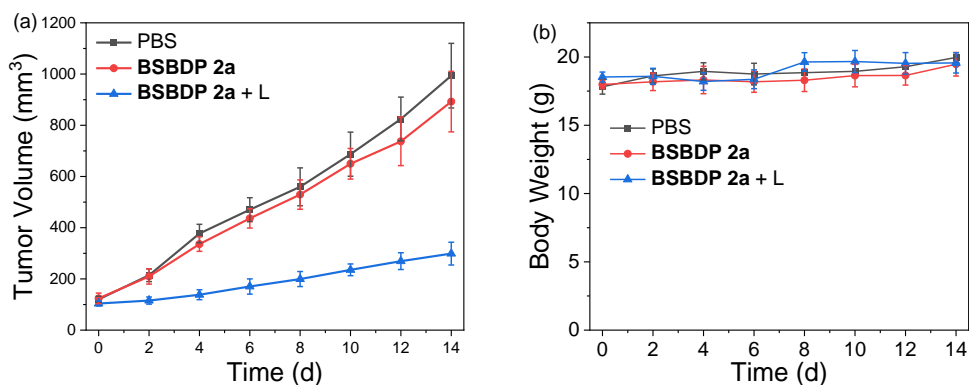 (a)
1200
1000
800
600
400
200
0
PBS
BSBDP 2a
BSBDP 2a + L
Tumor Volume (mm³)
0 2 4 6 8 10 12 14
Time (d)
(b)
20
15
10
5
0
PBS
BSBDP 2a
BSBDP 2a + L
Body Weight (g)
0 2 4 6 8 10 12 14
Time (d)